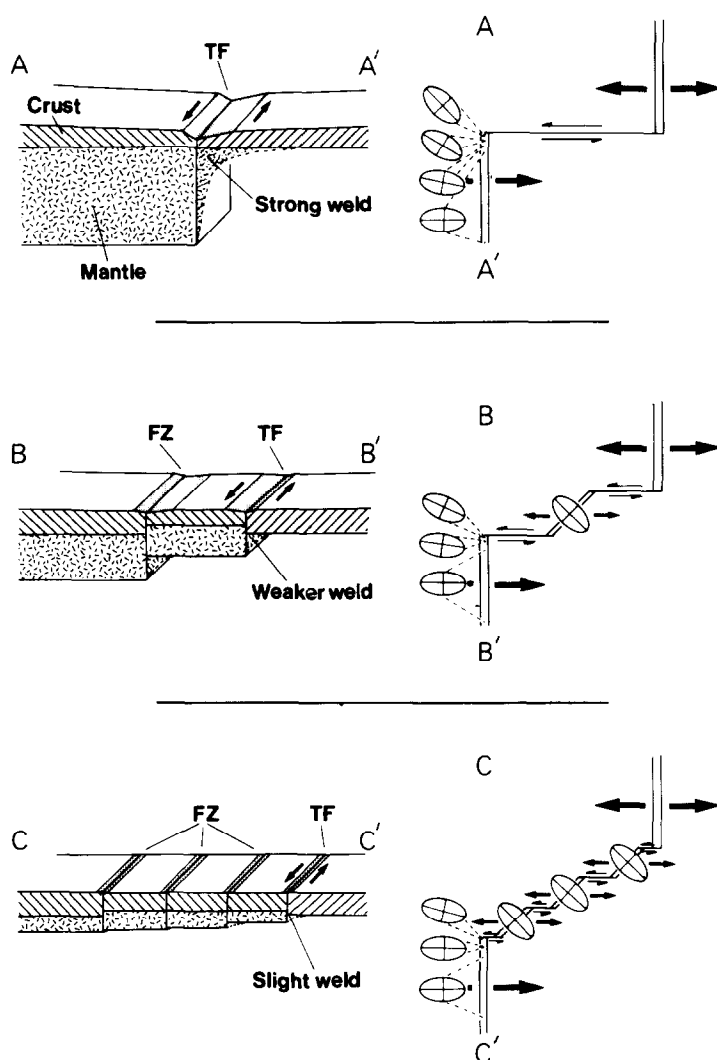 TF
A A′
Crust
Strong weld
Mantle
A
A′
FZ TF
B B′
Weaker weld
B
B′
FZ TF
C C′
Slight weld
C
C′